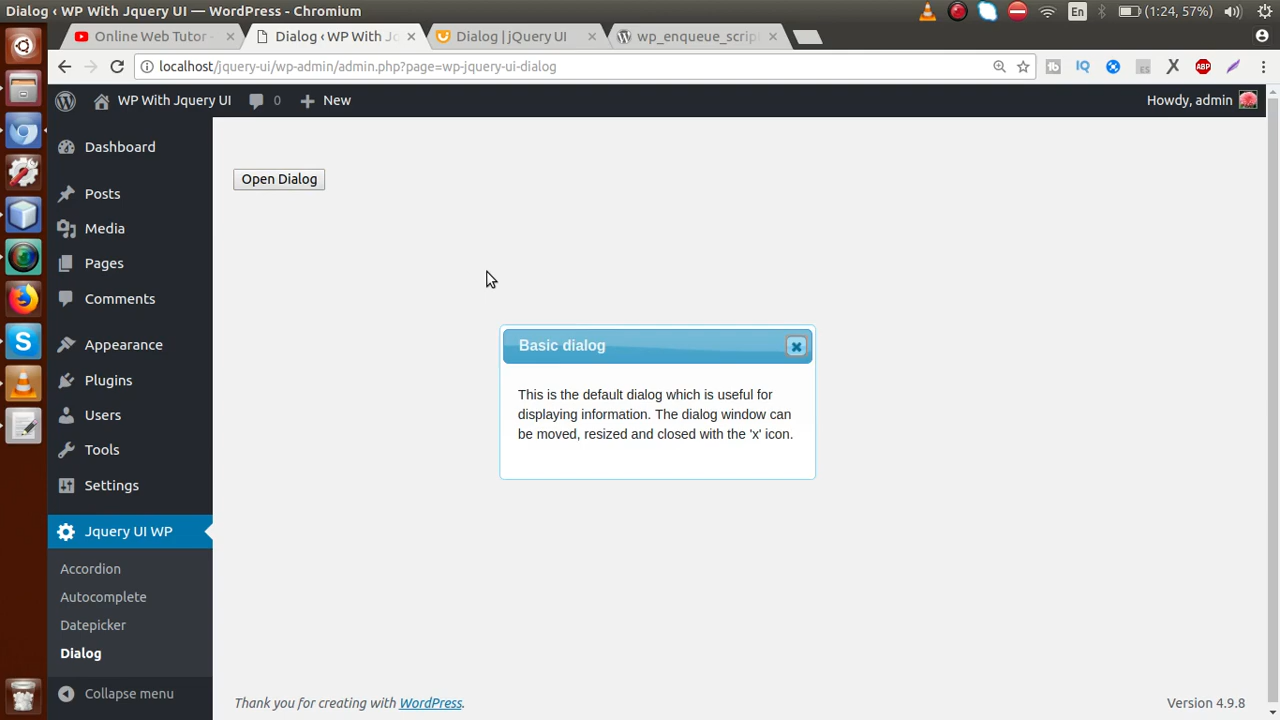 Dialog ‹ WP With Jquery UI — WordPress - Chromium
En
(1:24, 57%)
Online Web Tutor -
Dialog ‹ WP With Jc
Dialog | jQuery UI
wp_enqueue_scrip
localhost/jquery-ui/wp-admin/admin.php?page=wp-jquery-ui-dialog
IQ
ABP
WP With Jquery UI
0
New
Howdy, admin
Dashboard
Posts
Media
Pages
Comments
Appearance
Plugins
Users
Tools
Settings
Jquery UI WP
Accordion
Autocomplete
Datepicker
Dialog
Collapse menu
Open Dialog
Basic dialog
This is the default dialog which is useful for
displaying information. The dialog window can
be moved, resized and closed with the 'x' icon.
Thank you for creating with WordPress.
Version 4.9.8